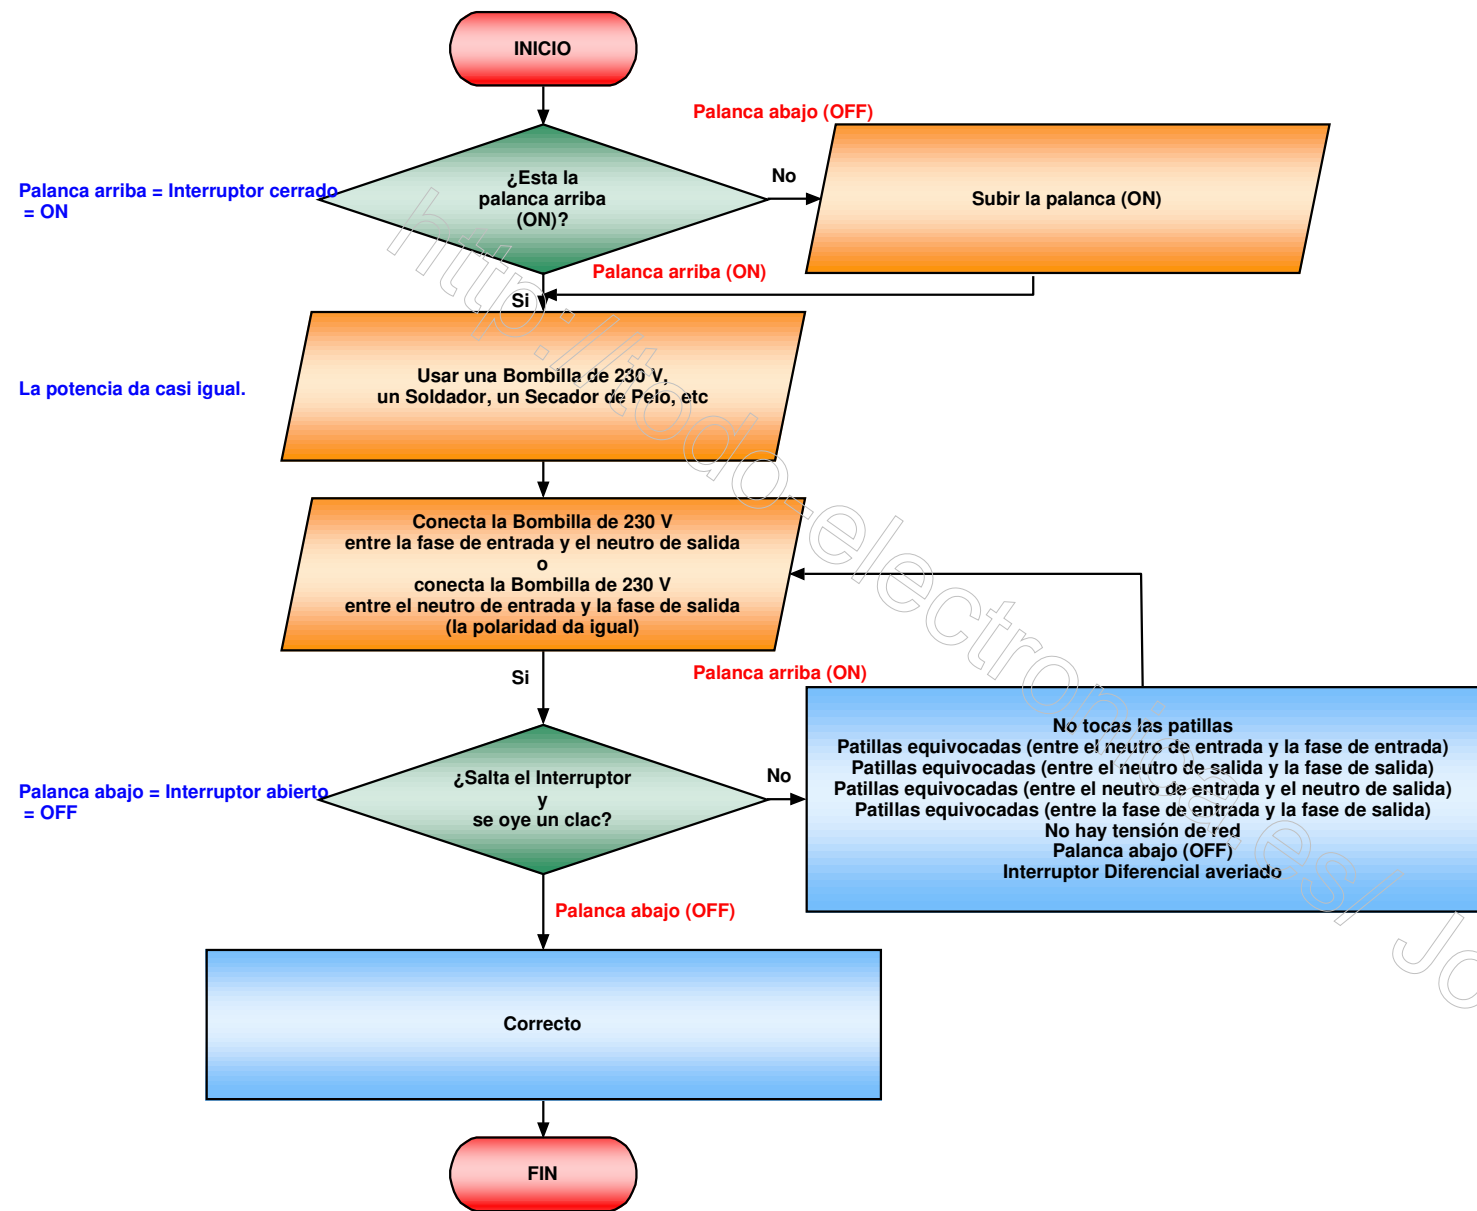 INICIO
Palanca abajo (OFF)
Palanca arriba = Interruptor cerrado
= ON
¿Esta la
palanca arriba
(ON)?
No
Subir la palanca (ON)
Palanca arriba (ON)
Si
La potencia da casi igual.
Usar una Bombilla de 230 V,
un Soldador, un Secador de Pelo, etc
Conecta la Bombilla de 230 V
entre la fase de entrada y el neutro de salida
o
conecta la Bombilla de 230 V
entre el neutro de entrada y la fase de salida
(la polaridad da igual)
Si
Palanca arriba (ON)
Palanca abajo = Interruptor abierto
= OFF
¿Salta el Interruptor
y
se oye un clac?
No
No tocas las patillas
Patillas equivocadas (entre el neutro de entrada y la fase de entrada)
Patillas equivocadas (entre el neutro de salida y la fase de salida)
Patillas equivocadas (entre el neutro de entrada y el neutro de salida)
Patillas equivocadas (entre la fase de entrada y la fase de salida)
No hay tensión de red
Palanca abajo (OFF)
Interruptor Diferencial averiado
Palanca abajo (OFF)
Correcto
FIN
http://todo-electronica.es/ Jo